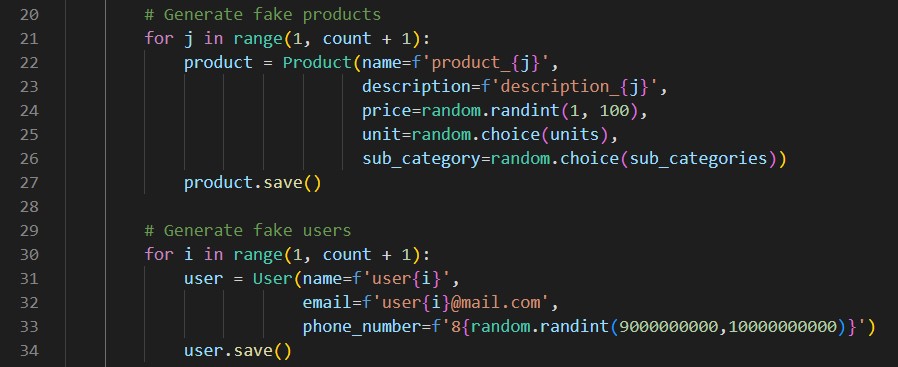 20 # Generate fake products
21 for j in range(1, count + 1):
22 product = Product(name=f'product_{j}',
23 description=f'description_{j}',
24 price=random.randint(1, 100),
25 unit=random.choice(units),
26 sub_category=random.choice(sub_categories))
27 product.save()
28
29 # Generate fake users
30 for i in range(1, count + 1):
31 user = User(name=f'user{i}',
32 email=f'user{i}@mail.com',
33 phone_number=f'8{random.randint(9000000000,10000000000)}')
34 user.save()